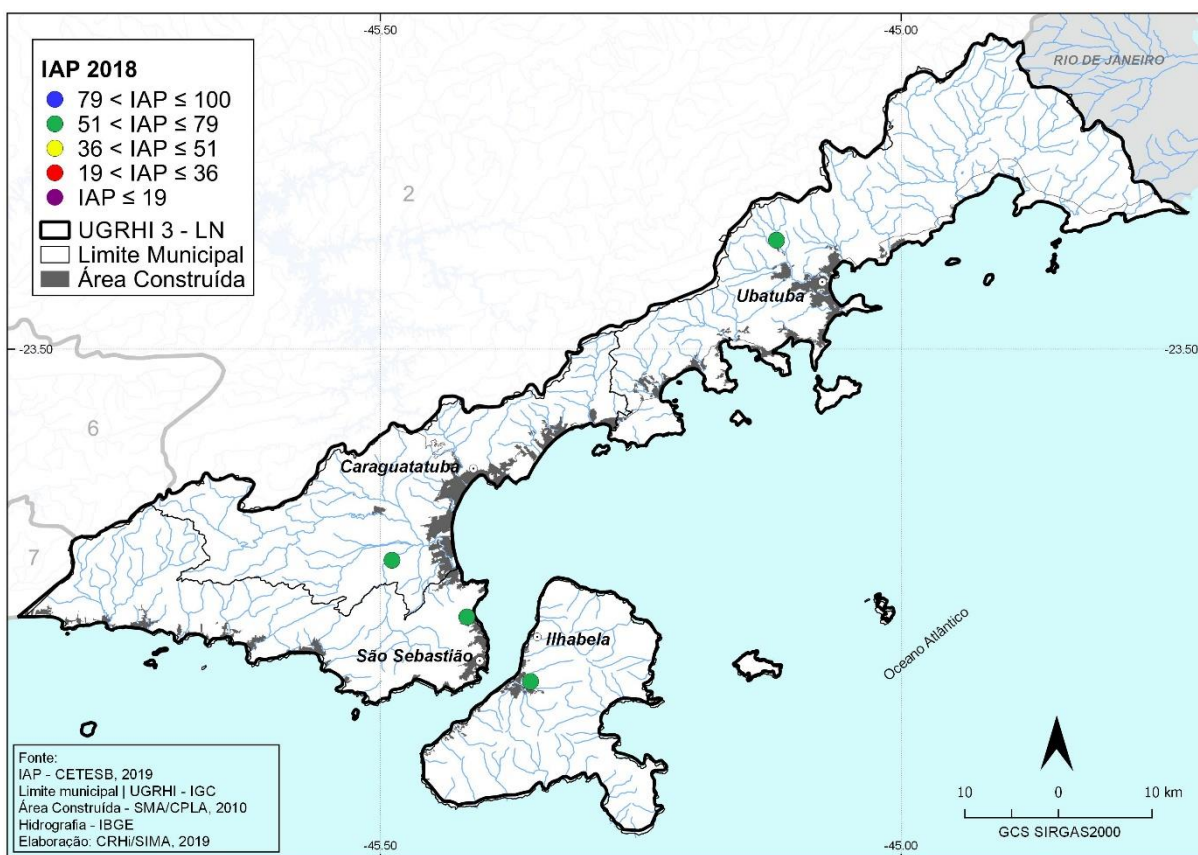 -45.50
-45.00
IAP 2018
79 < IAP ≤ 100
51 < IAP ≤ 79
36 < IAP ≤ 51
19 < IAP ≤ 36
IAP ≤ 19
UGRHI 3 - LN
Limite Municipal
Área Construída
RIO DE JANEIRO
2
Ubatuba
-23.50
-23.50
6
Caraguatatuba
7
Ilhabela
São Sebastião
Oceano Atlântico
Fonte:
IAP - CETESB, 2019
Limite municipal | UGRHI - IGC
Área Construída - SMA/CPLA, 2010
Hidrografia - IBGE
Elaboração: CRHi/SIMA, 2019
10 0 10 km
GCS SIRGAS2000
-45.50
-45.00